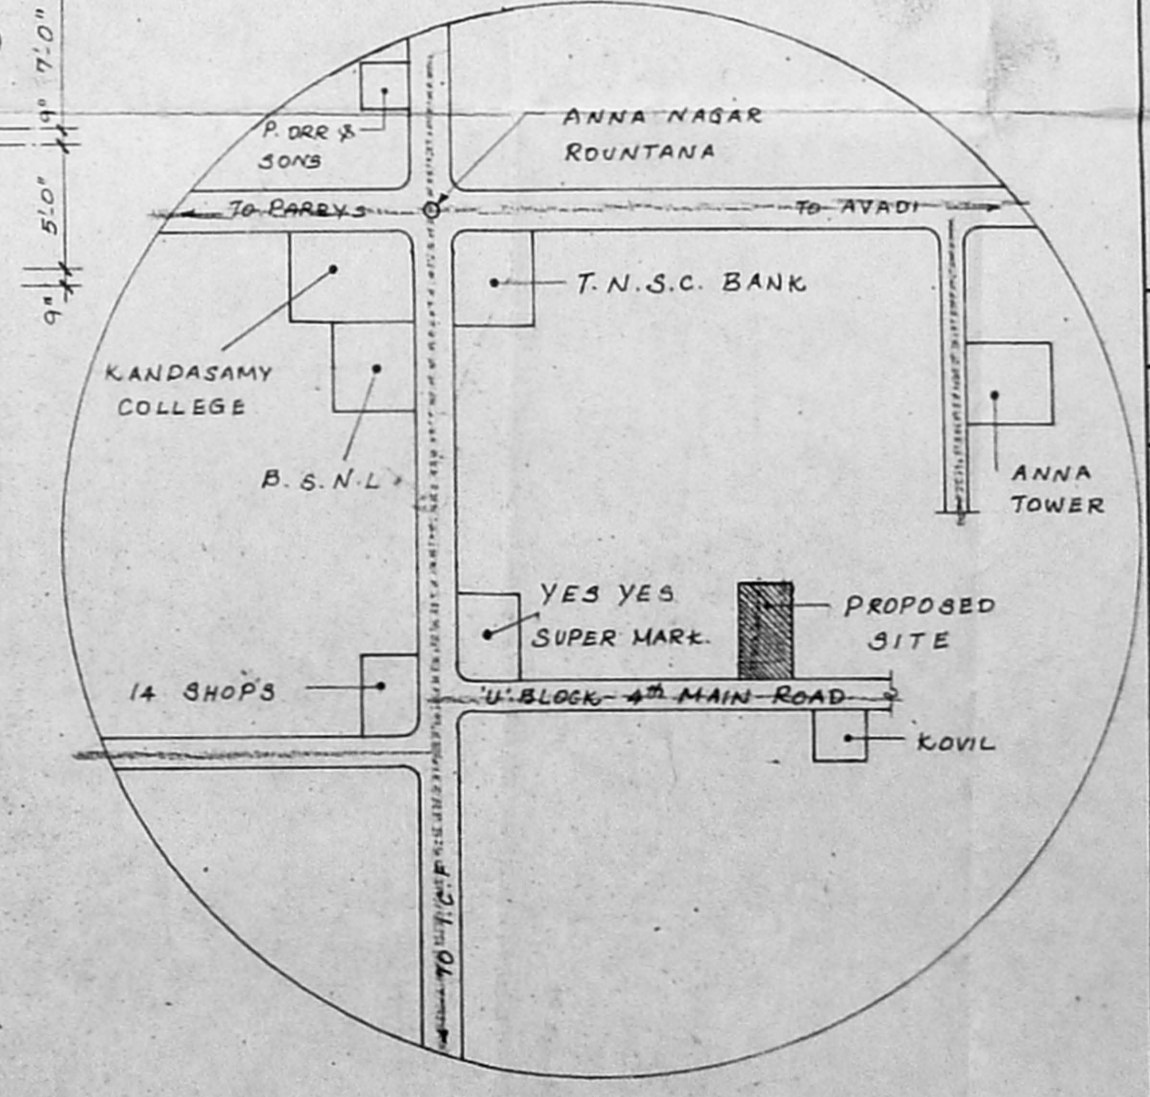 7'-0"
9"
5'-0"
9"
P. ORR &
SONS
ANNA NAGAR
ROUNTANA
TO PARRYS
TO AVADI
T. N. S. C. BANK
KANDASAMY
COLLEGE
B. S. N. L.
ANNA
TOWER
YES YES
SUPER MARK.
PROPOSED
SITE
14 SHOP'S
'U' BLOCK - 4th MAIN ROAD
KOVIL
TO I.C.F